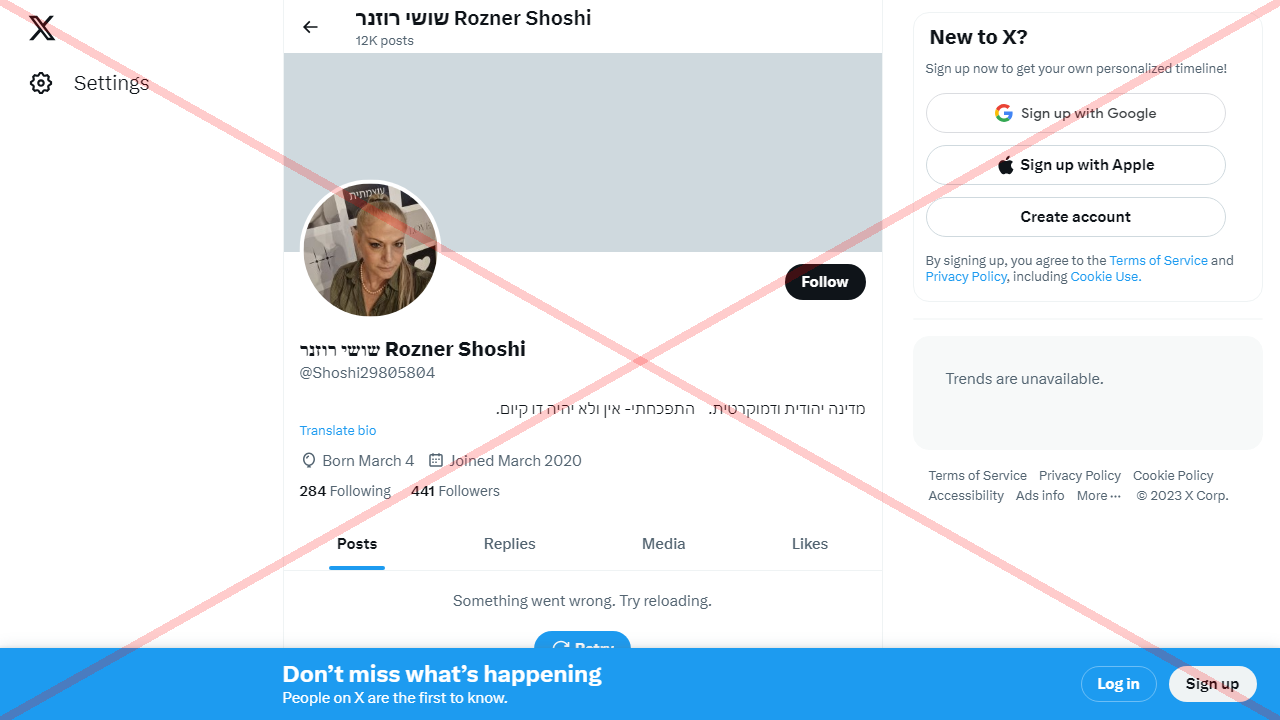 Settings
שושי רוזנר Rozner Shoshi
12K posts
עוצמתית
LOVE
Follow
שושי רוזנר Rozner Shoshi
@Shoshi29805804
מדינה יהודית ודמוקרטית. התפכחתי- אין ולא יהיה דו קיום.
Translate bio
Born March 4 Joined March 2020
284 Following 441 Followers
Posts Replies Media Likes
Something went wrong. Try reloading.
Retry
New to X?
Sign up now to get your own personalized timeline!
Sign up with Google
Sign up with Apple
Create account
By signing up, you agree to the Terms of Service and
Privacy Policy, including Cookie Use.
Trends are unavailable.
Terms of Service Privacy Policy Cookie Policy
Accessibility Ads info More ··· © 2023 X Corp.
Don’t miss what’s happening
People on X are the first to know.
Log in Sign up